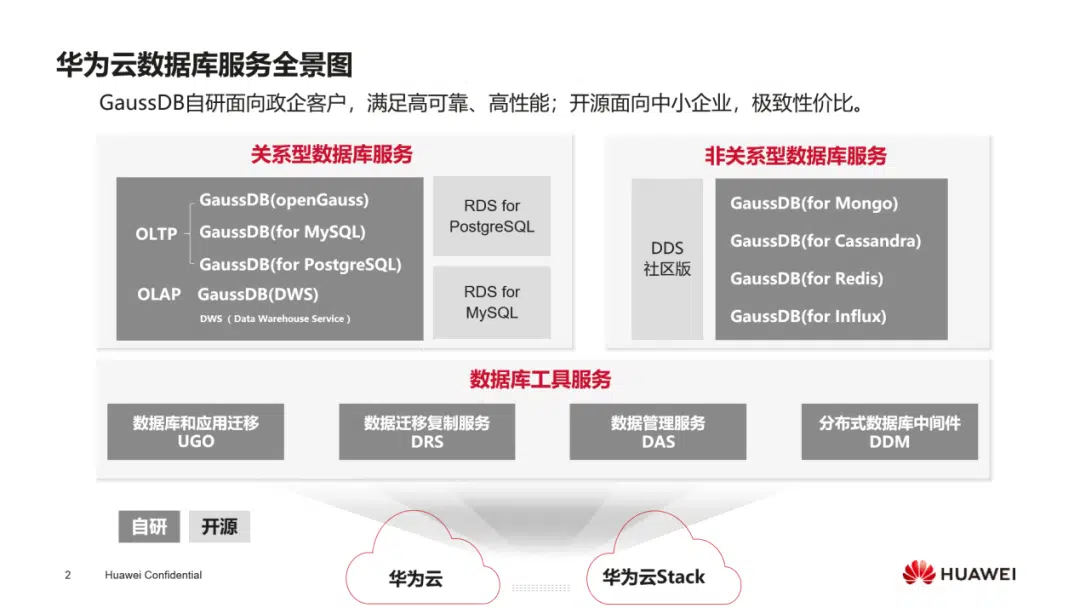 华为云数据库服务全景图
GaussDB自研面向政企客户，满足高可靠、高性能；开源面向中小企业，极致性价比。
关系型数据库服务
OLTP
GaussDB(openGauss)
GaussDB(for MySQL)
GaussDB(for PostgreSQL)
OLAP
GaussDB(DWS)
DWS（Data Warehouse Service）
RDS for
PostgreSQL
RDS for
MySQL
非关系型数据库服务
DDS
社区版
GaussDB(for Mongo)
GaussDB(for Cassandra)
GaussDB(for Redis)
GaussDB(for Influx)
数据库工具服务
数据库和应用迁移
UGO
数据迁移复制服务
DRS
数据管理服务
DAS
分布式数据库中间件
DDM
自研
开源
华为云
华为云Stack
2
Huawei Confidential
HUAWEI